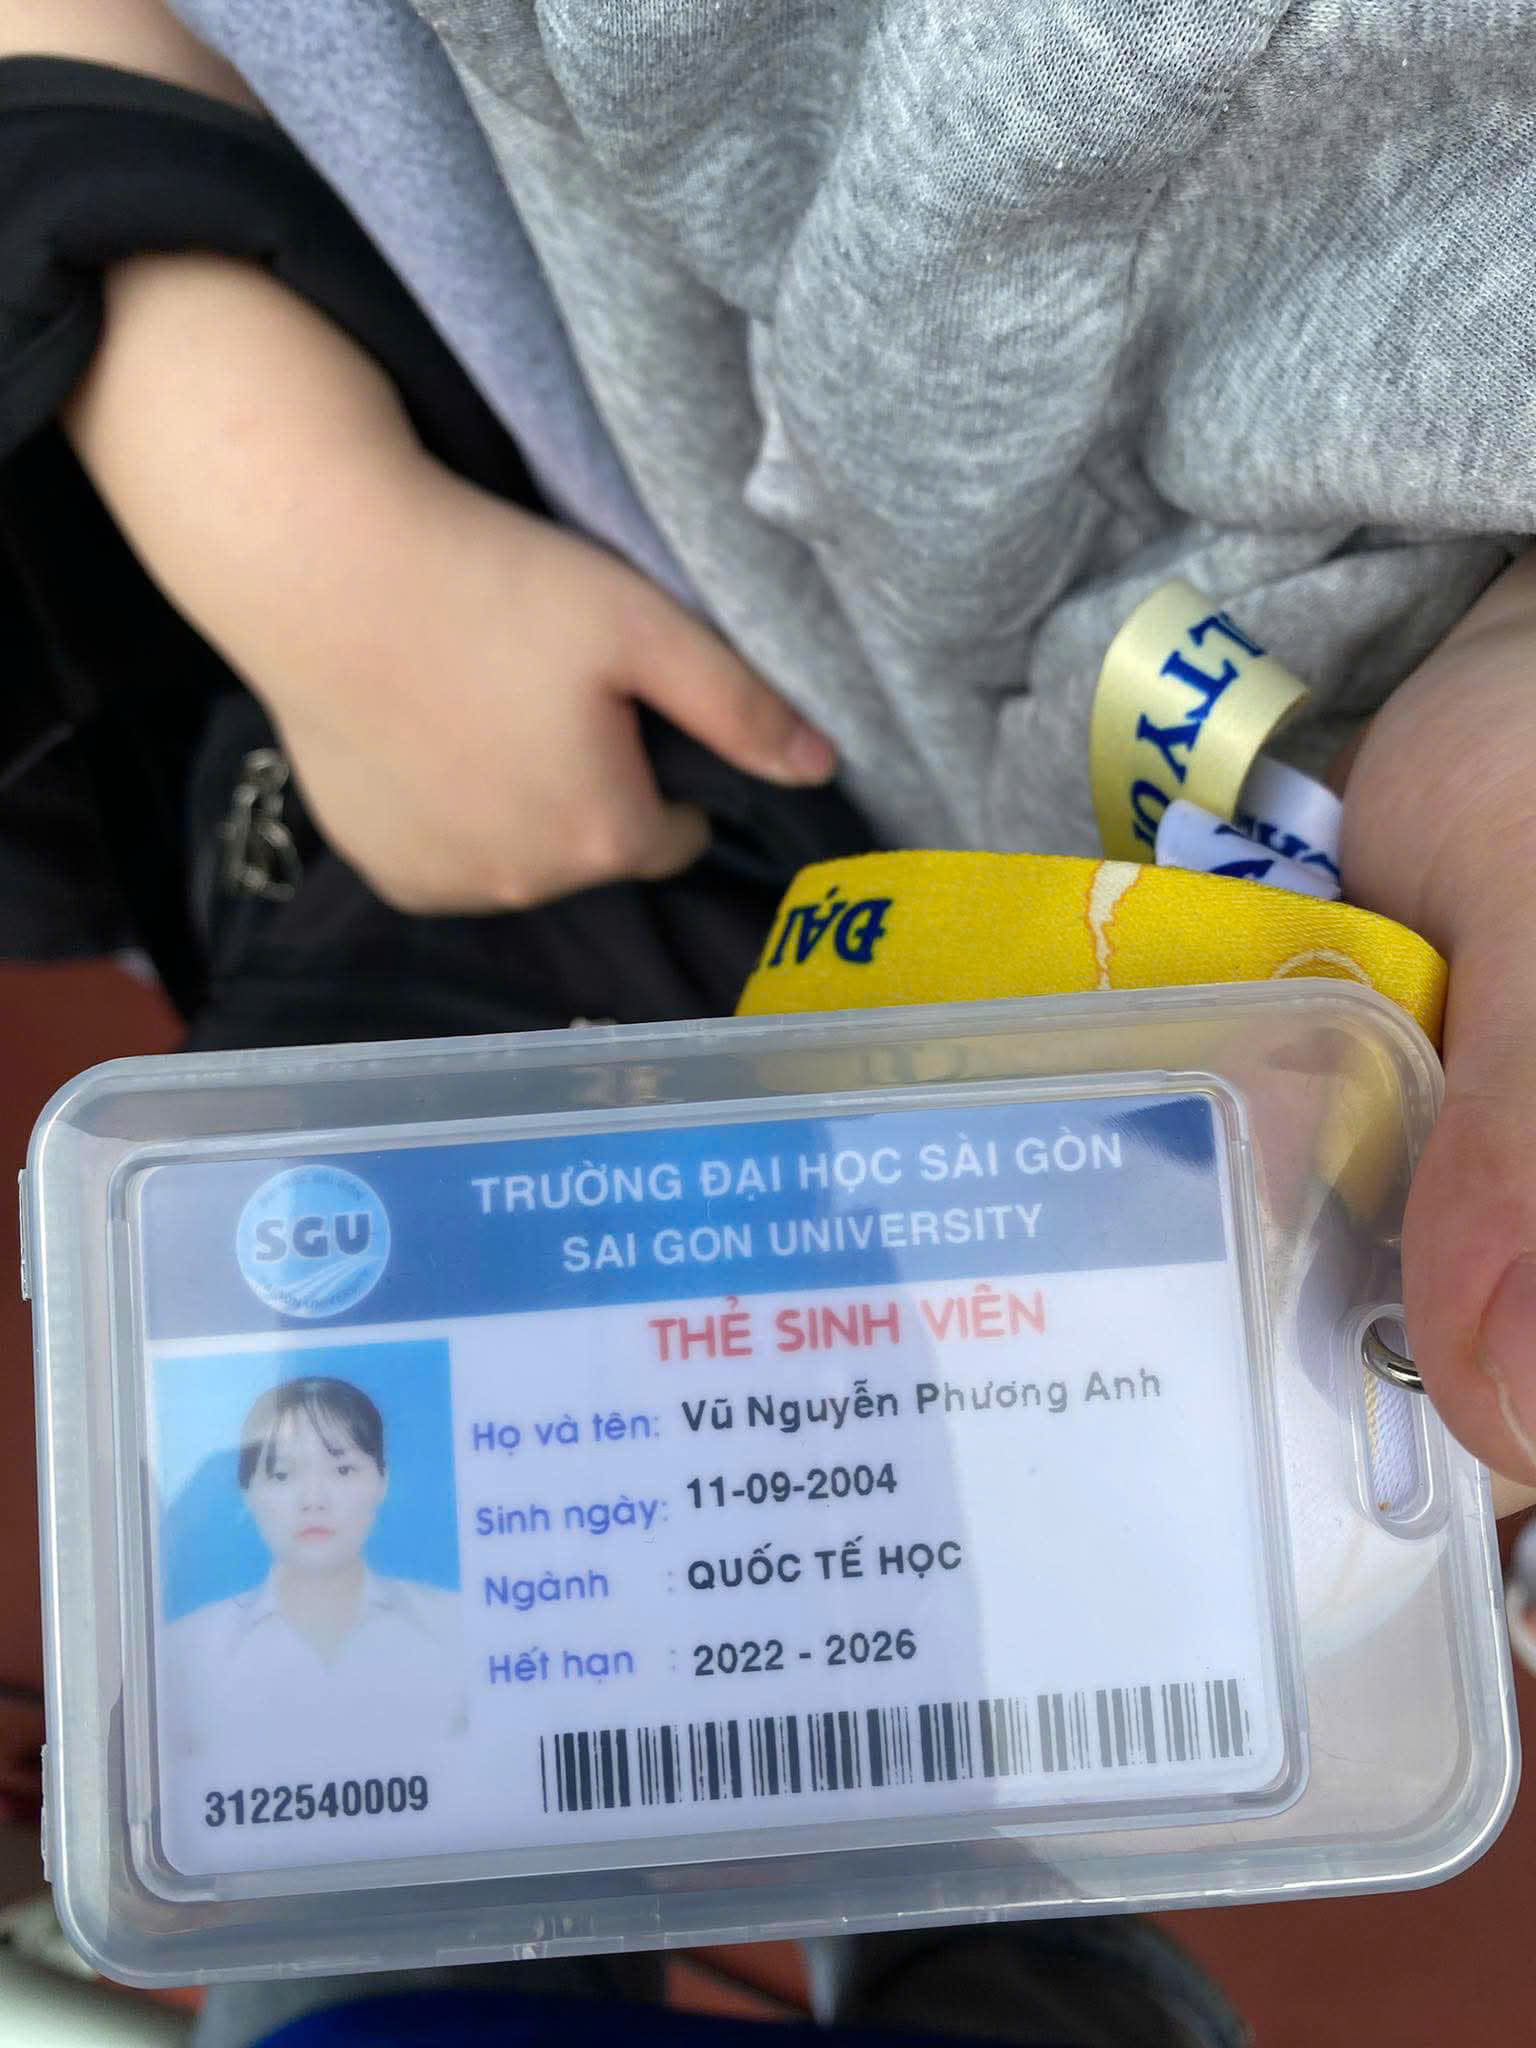 ĐẠI
TRƯỜNG ĐẠI HỌC SÀI GÒN
SAI GON UNIVERSITY
SGU
THẺ SINH VIÊN
Họ và tên: Vũ Nguyễn Phương Anh
Sinh ngày: 11-09-2004
Ngành : QUỐC TẾ HỌC
Hết hạn : 2022 - 2026
3122540009